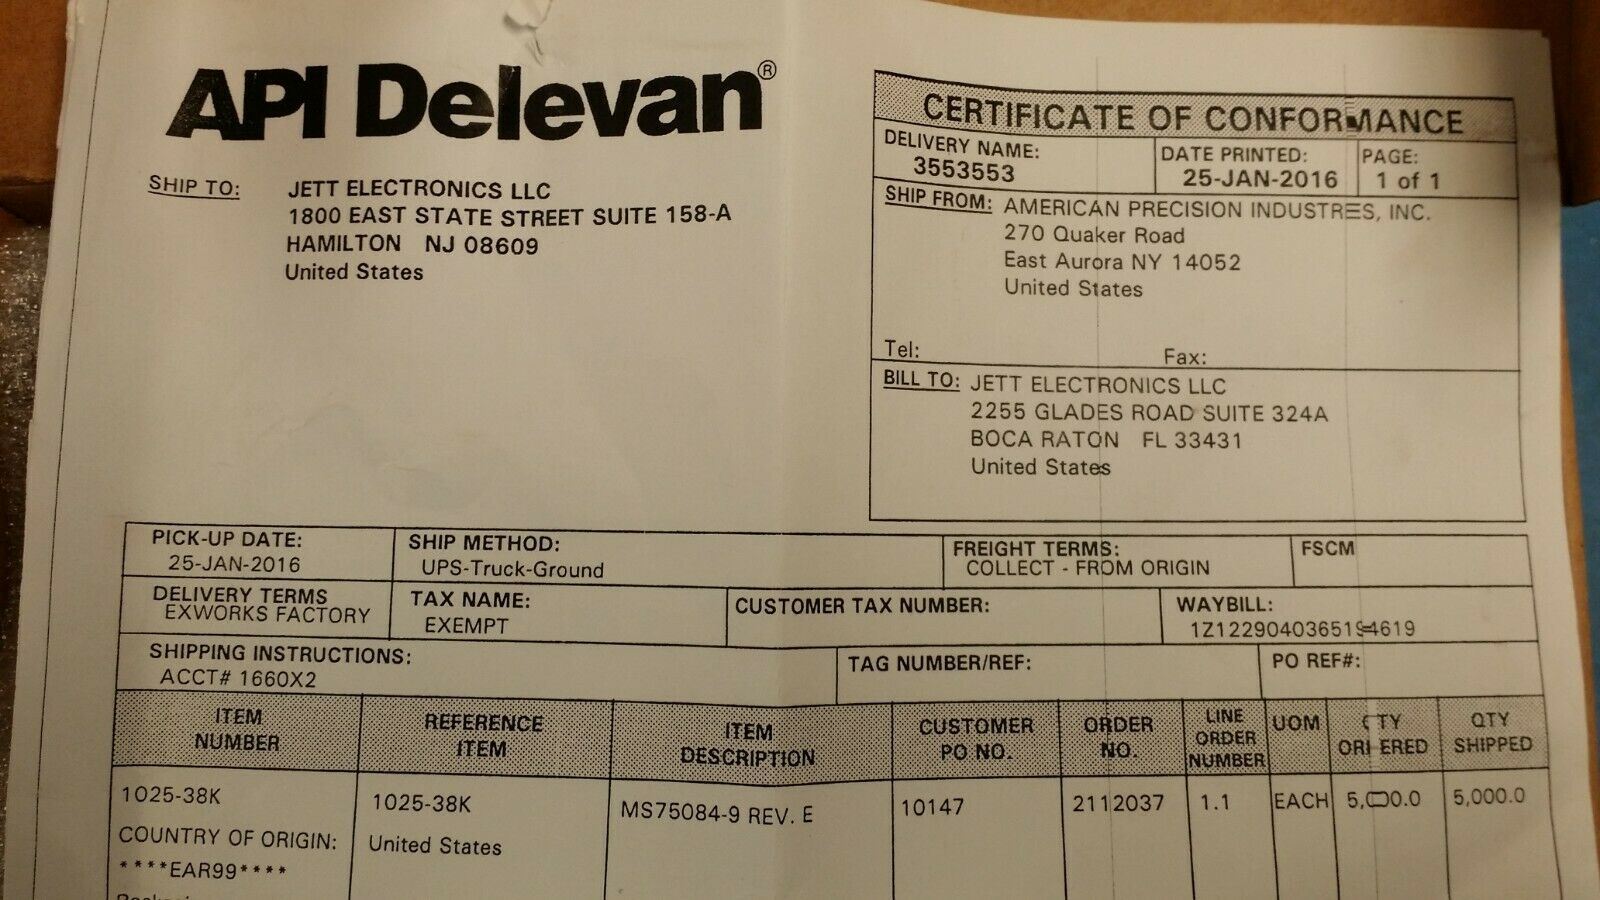 API Delevan®
SHIP TO: JETT ELECTRONICS LLC
1800 EAST STATE STREET SUITE 158-A
HAMILTON NJ 08609
United States
CERTIFICATE OF CONFORMANCE
DELIVERY NAME:
3553553
DATE PRINTED:
25-JAN-2016
PAGE:
1 of 1
SHIP FROM: AMERICAN PRECISION INDUSTRES, INC.
270 Quaker Road
East Aurora NY 14052
United States
Tel: Fax:
BILL TO: JETT ELECTRONICS LLC
2255 GLADES ROAD SUITE 324A
BOCA RATON FL 33431
United States
PICK-UP DATE:
25-JAN-2016
SHIP METHOD:
UPS-Truck-Ground
FREIGHT TERMS:
COLLECT - FROM ORIGIN
FSCM
DELIVERY TERMS
EXWORKS FACTORY
TAX NAME:
EXEMPT
CUSTOMER TAX NUMBER:
WAYBILL:
1Z1229040365194619
SHIPPING INSTRUCTIONS:
ACCT# 1660X2
TAG NUMBER/REF:
PO REF#:
ITEM
NUMBER
REFERENCE
ITEM
ITEM
DESCRIPTION
CUSTOMER
PO NO.
ORDER
NO.
LINE
ORDER
NUMBER
UOM
QTY
ORDERED
QTY
SHIPPED
1025-38K
1025-38K
MS75084-9 REV. E
10147
2112037
1.1
EACH
5,000.0
5,000.0
COUNTRY OF ORIGIN:
United States
****EAR99****